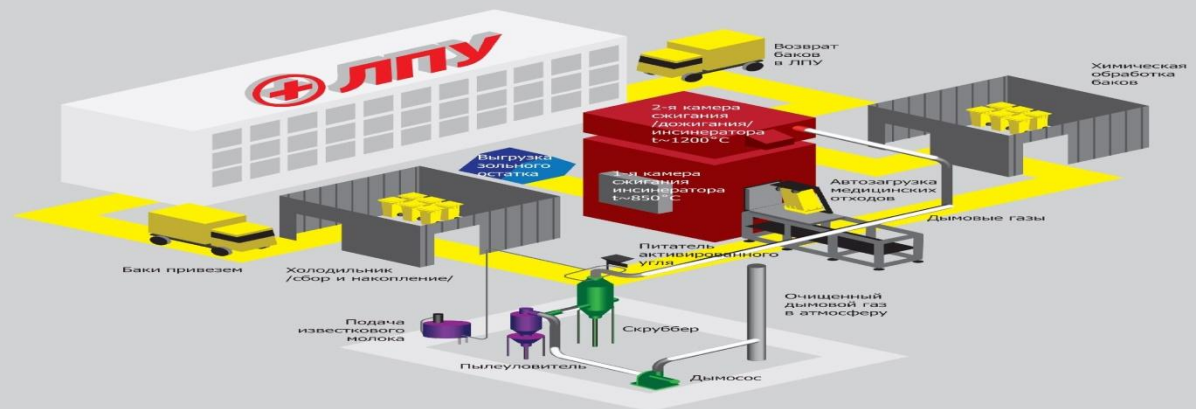 ЛПУ
Возврат
баков
в ЛПУ
Химическая
обработка
баков
2-я камера
сжигания
/дожигания/
инсинератора
t~1200°C
Выгрузка
зольного
остатка
1-я камера
сжигания
инсинератора
t~850°C
Автозагрузка
медицинских
отходов
Дымовые газы
Баки привезем
Холодильник
/сбор и накопление/
Питатель
активированного
угля
Подача
известкового
молока
Скруббер
Очищенный
дымовой газ
в атмосферу
Пылеуловитель
Дымосос